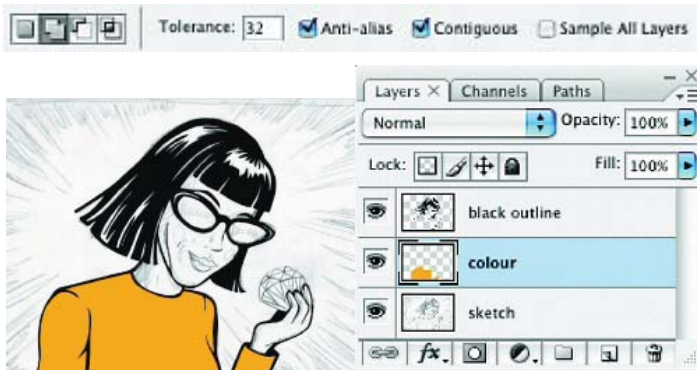 Tolerance: 32 Anti-alias Contiguous Sample All Layers
Layers × Channels Paths
Normal Opacity: 100%
Lock: Fill: 100%
black outline
colour
sketch
fx.